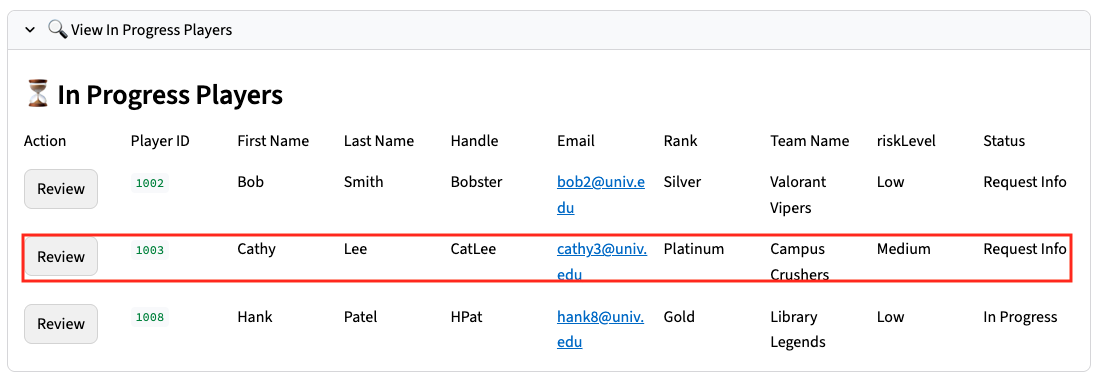 View In Progress Players
In Progress Players
Action Player ID First Name Last Name Handle Email Rank Team Name riskLevel Status
Review 1002 Bob Smith Bobster bob2@univ.e Silver Valorant Low Request Info
du Vipers
Review 1003 Cathy Lee CatLee cathy3@univ. Platinum Campus Medium Request Info
edu Crushers
Review 1008 Hank Patel HPat hank8@univ. Gold Library Low In Progress
edu Legends